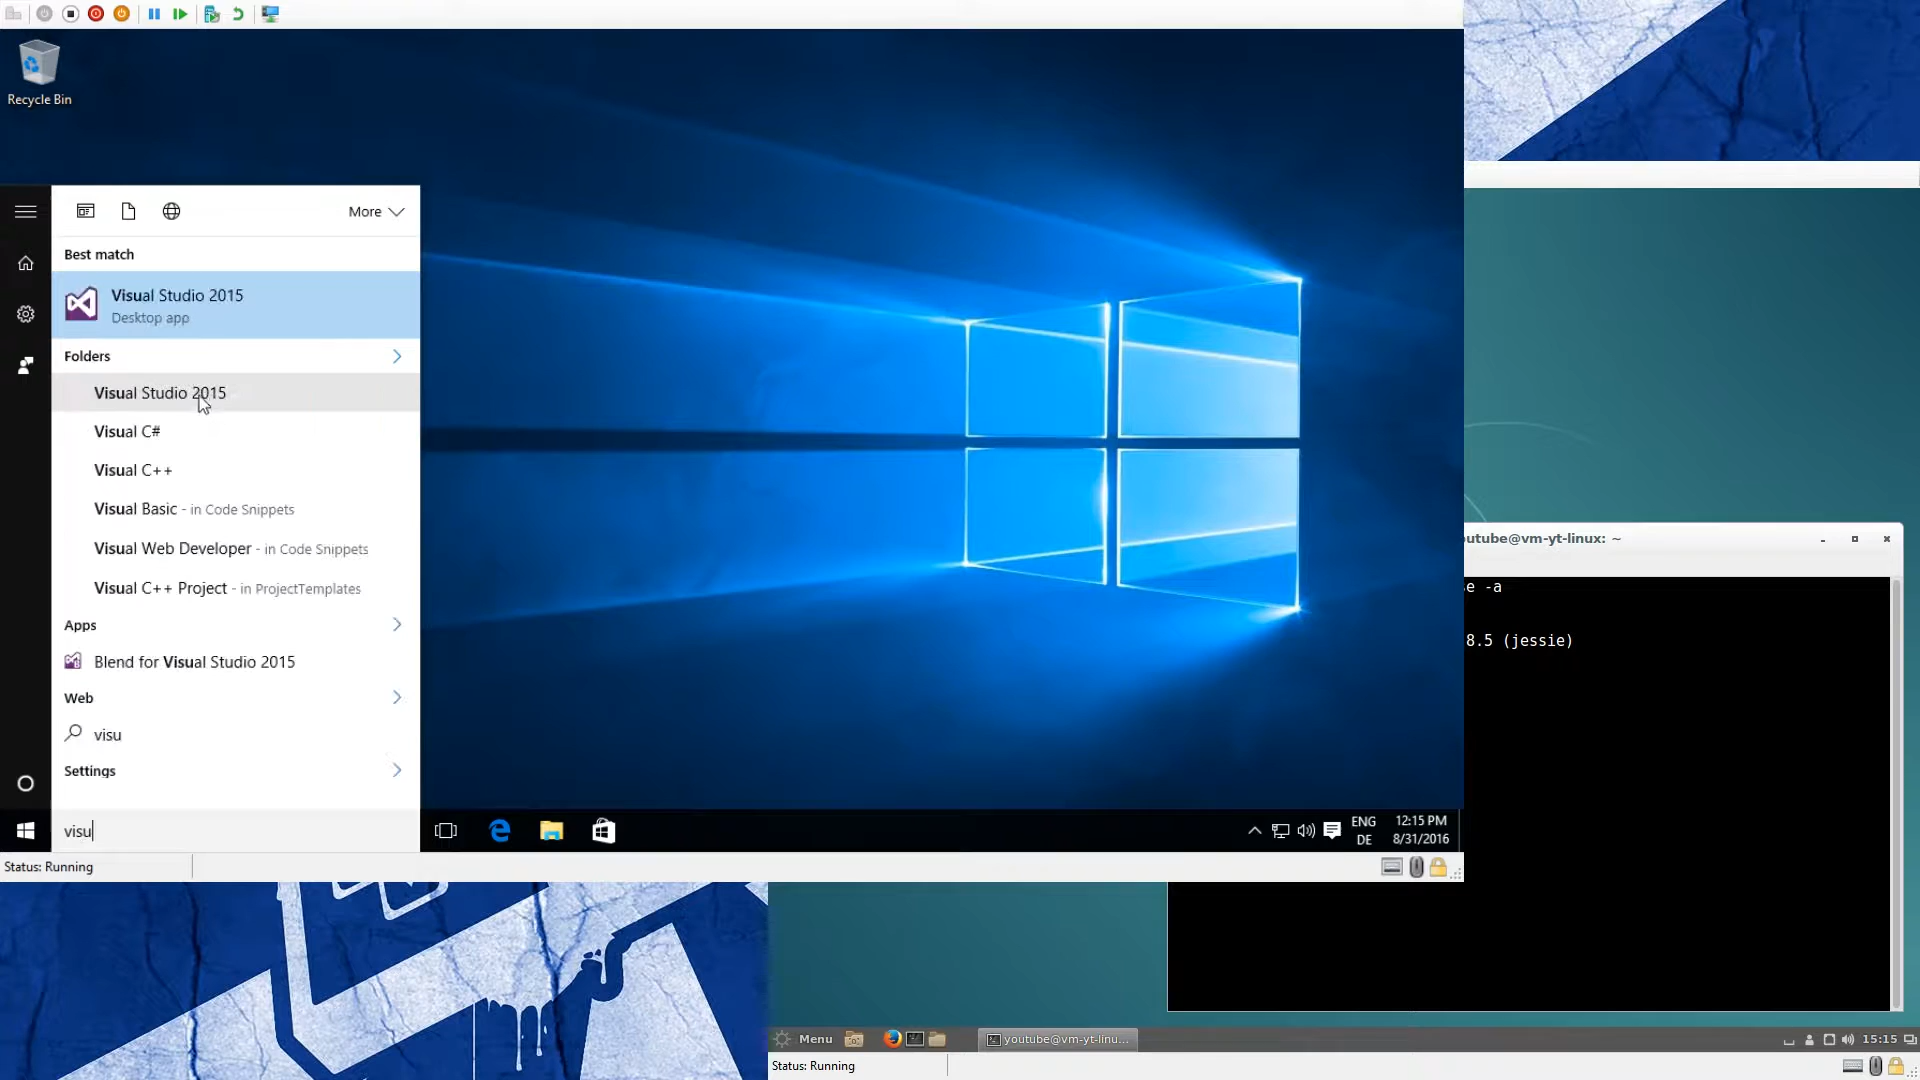 Recycle Bin
More
Best match
Visual Studio 2015
Desktop app
Folders
Visual Studio 2015
Visual C#
Visual C++
Visual Basic - in Code Snippets
Visual Web Developer - in Code Snippets
Visual C++ Project - in ProjectTemplates
Apps
Blend for Visual Studio 2015
Web
visu
Settings
visu
ENG
DE
12:15 PM
8/31/2016
Status: Running
utube@vm-yt-linux: ~
se -a
8.5 (jessie)
Menu
youtube@vm-yt-linu...
15:15
Status: Running